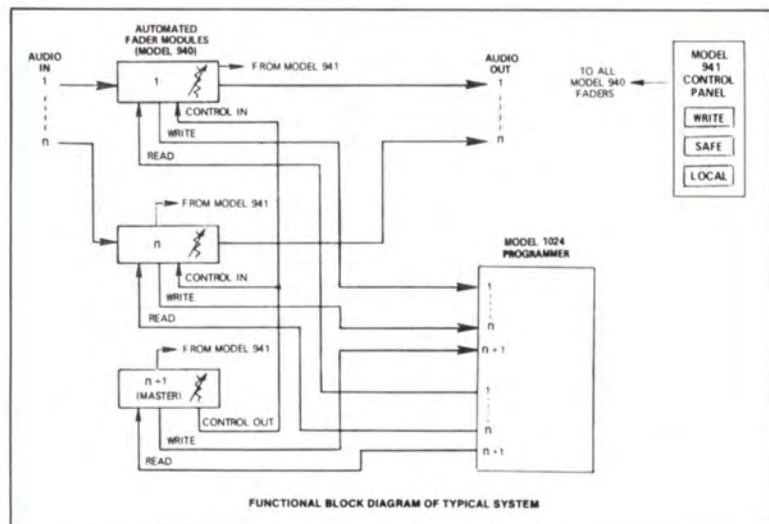 AUTOMATED
FADER MODULES
(MODEL 940)
AUDIO
IN
1
n
1
FROM MODEL 941
CONTROL IN
WRITE
READ
AUDIO
OUT
1
n
TO ALL
MODEL 940
FADERS
MODEL
941
CONTROL
PANEL
WRITE
SAFE
LOCAL
FROM MODEL 941
n
CONTROL IN
WRITE
READ
FROM MODEL 941
n+1
(MASTER)
CONTROL OUT
WRITE
READ
MODEL 1024
PROGRAMMER
1
n
n+1
1
n
n+1
FUNCTIONAL BLOCK DIAGRAM OF TYPICAL SYSTEM